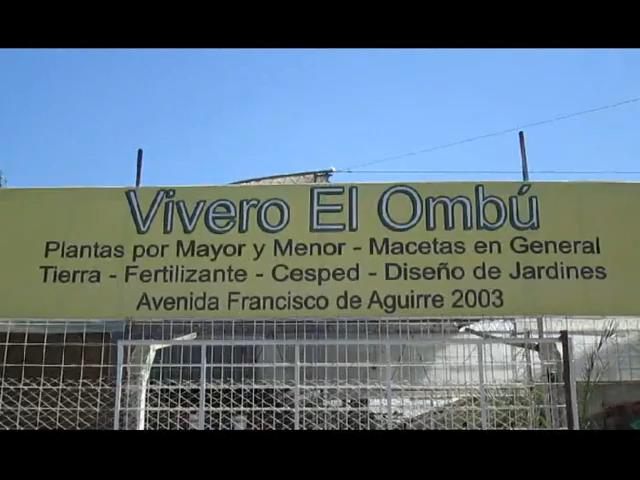 Vivero El Ombú
Plantas por Mayor y Menor - Macetas en General
Tierra - Fertilizante - Cesped - Diseño de Jardines
Avenida Francisco de Aguirre 2003